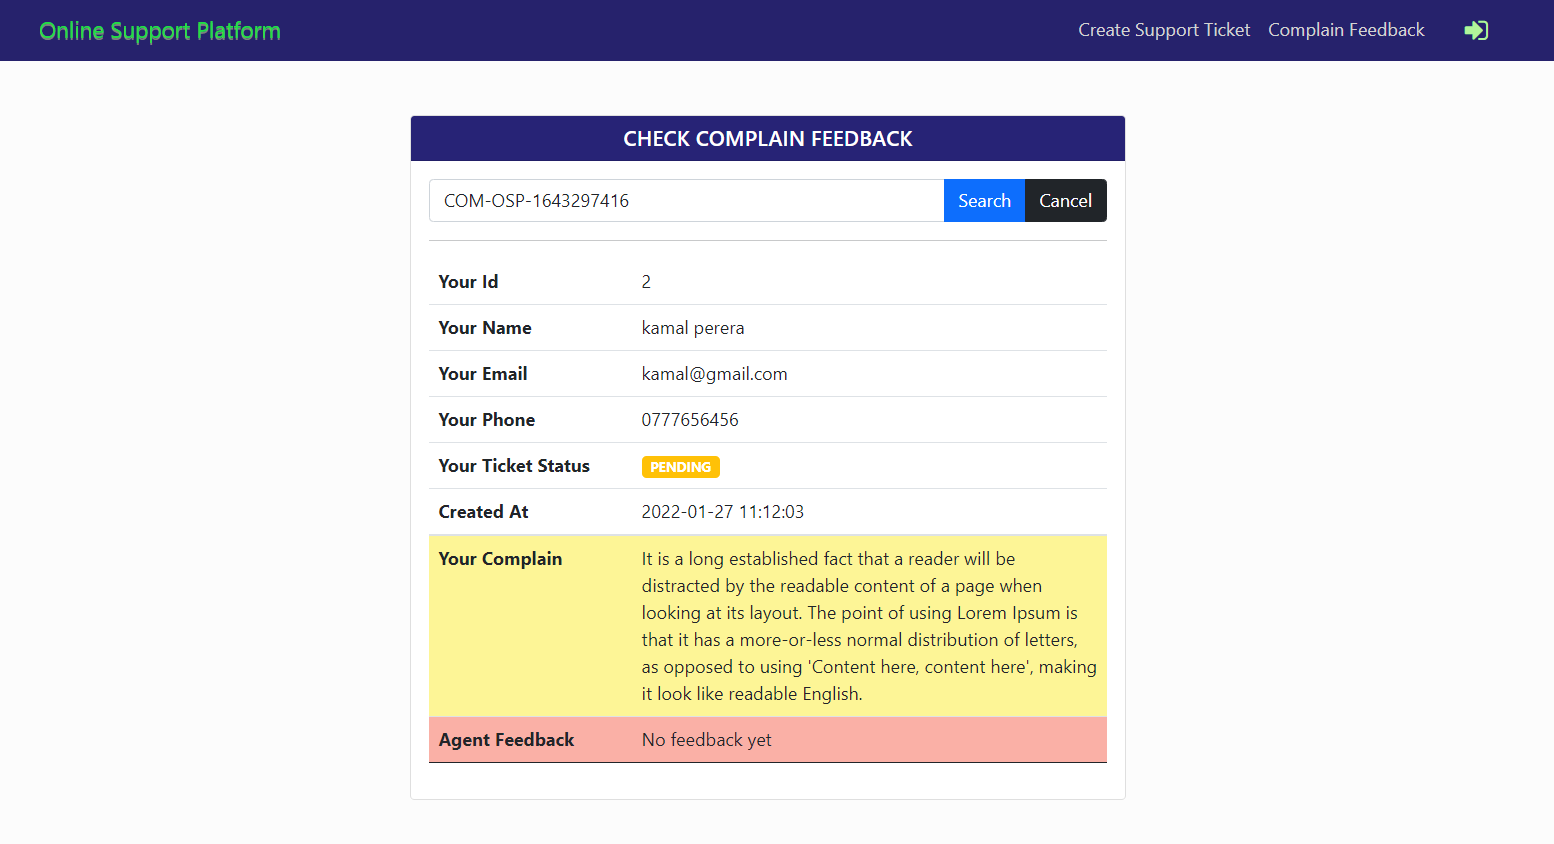 Online Support Platform
Create Support Ticket
Complain Feedback
CHECK COMPLAIN FEEDBACK
COM-OSP-1643297416
Search
Cancel
Your Id 2
Your Name kamal perera
Your Email kamal@gmail.com
Your Phone 0777656456
Your Ticket Status PENDING
Created At 2022-01-27 11:12:03
Your Complain It is a long established fact that a reader will be
distracted by the readable content of a page when
looking at its layout. The point of using Lorem Ipsum is
that it has a more-or-less normal distribution of letters,
as opposed to using 'Content here, content here', making
it look like readable English.
Agent Feedback No feedback yet